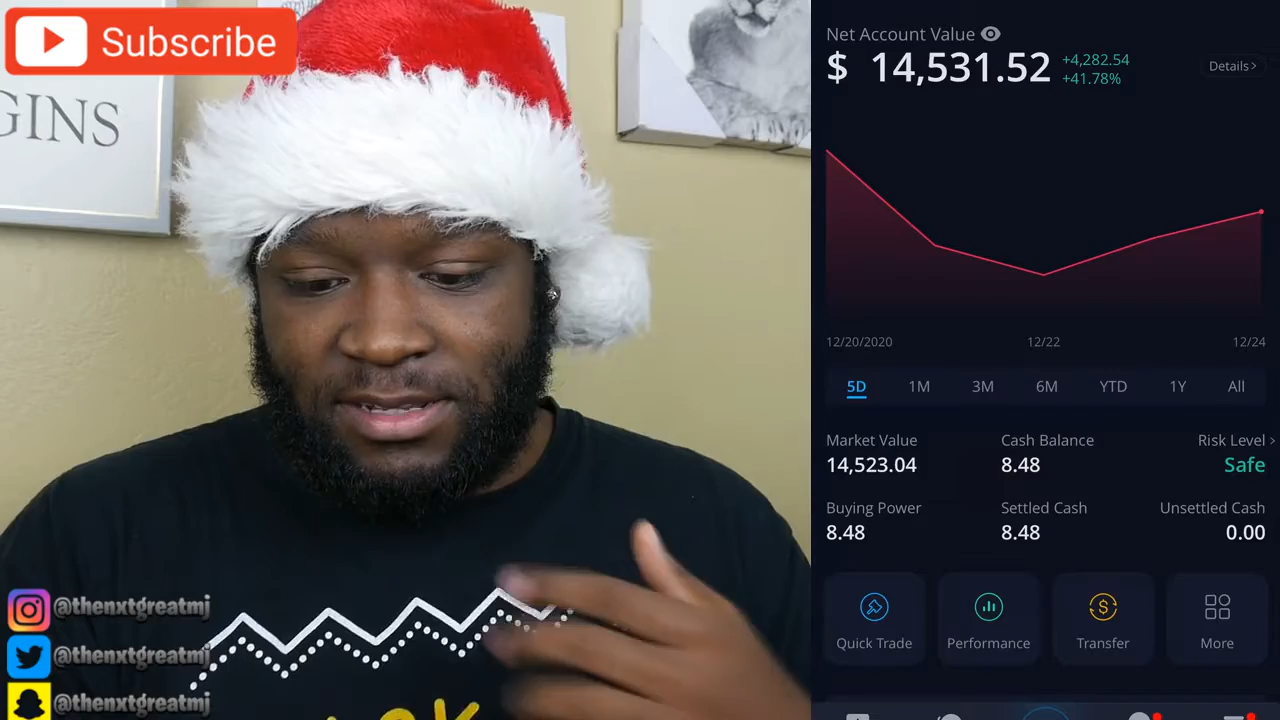 Subscribe
GINS
@thenxtgreatmj
@thenxtgreatmj
@thenxtgreatmj
Net Account Value
$ 14,531.52
+4,282.54
+41.78%
Details>
12/20/2020 12/22 12/24
5D 1M 3M 6M YTD 1Y All
Market Value Cash Balance Risk Level >
14,523.04 8.48 Safe
Buying Power Settled Cash Unsettled Cash
8.48 8.48 0.00
Quick Trade Performance Transfer More